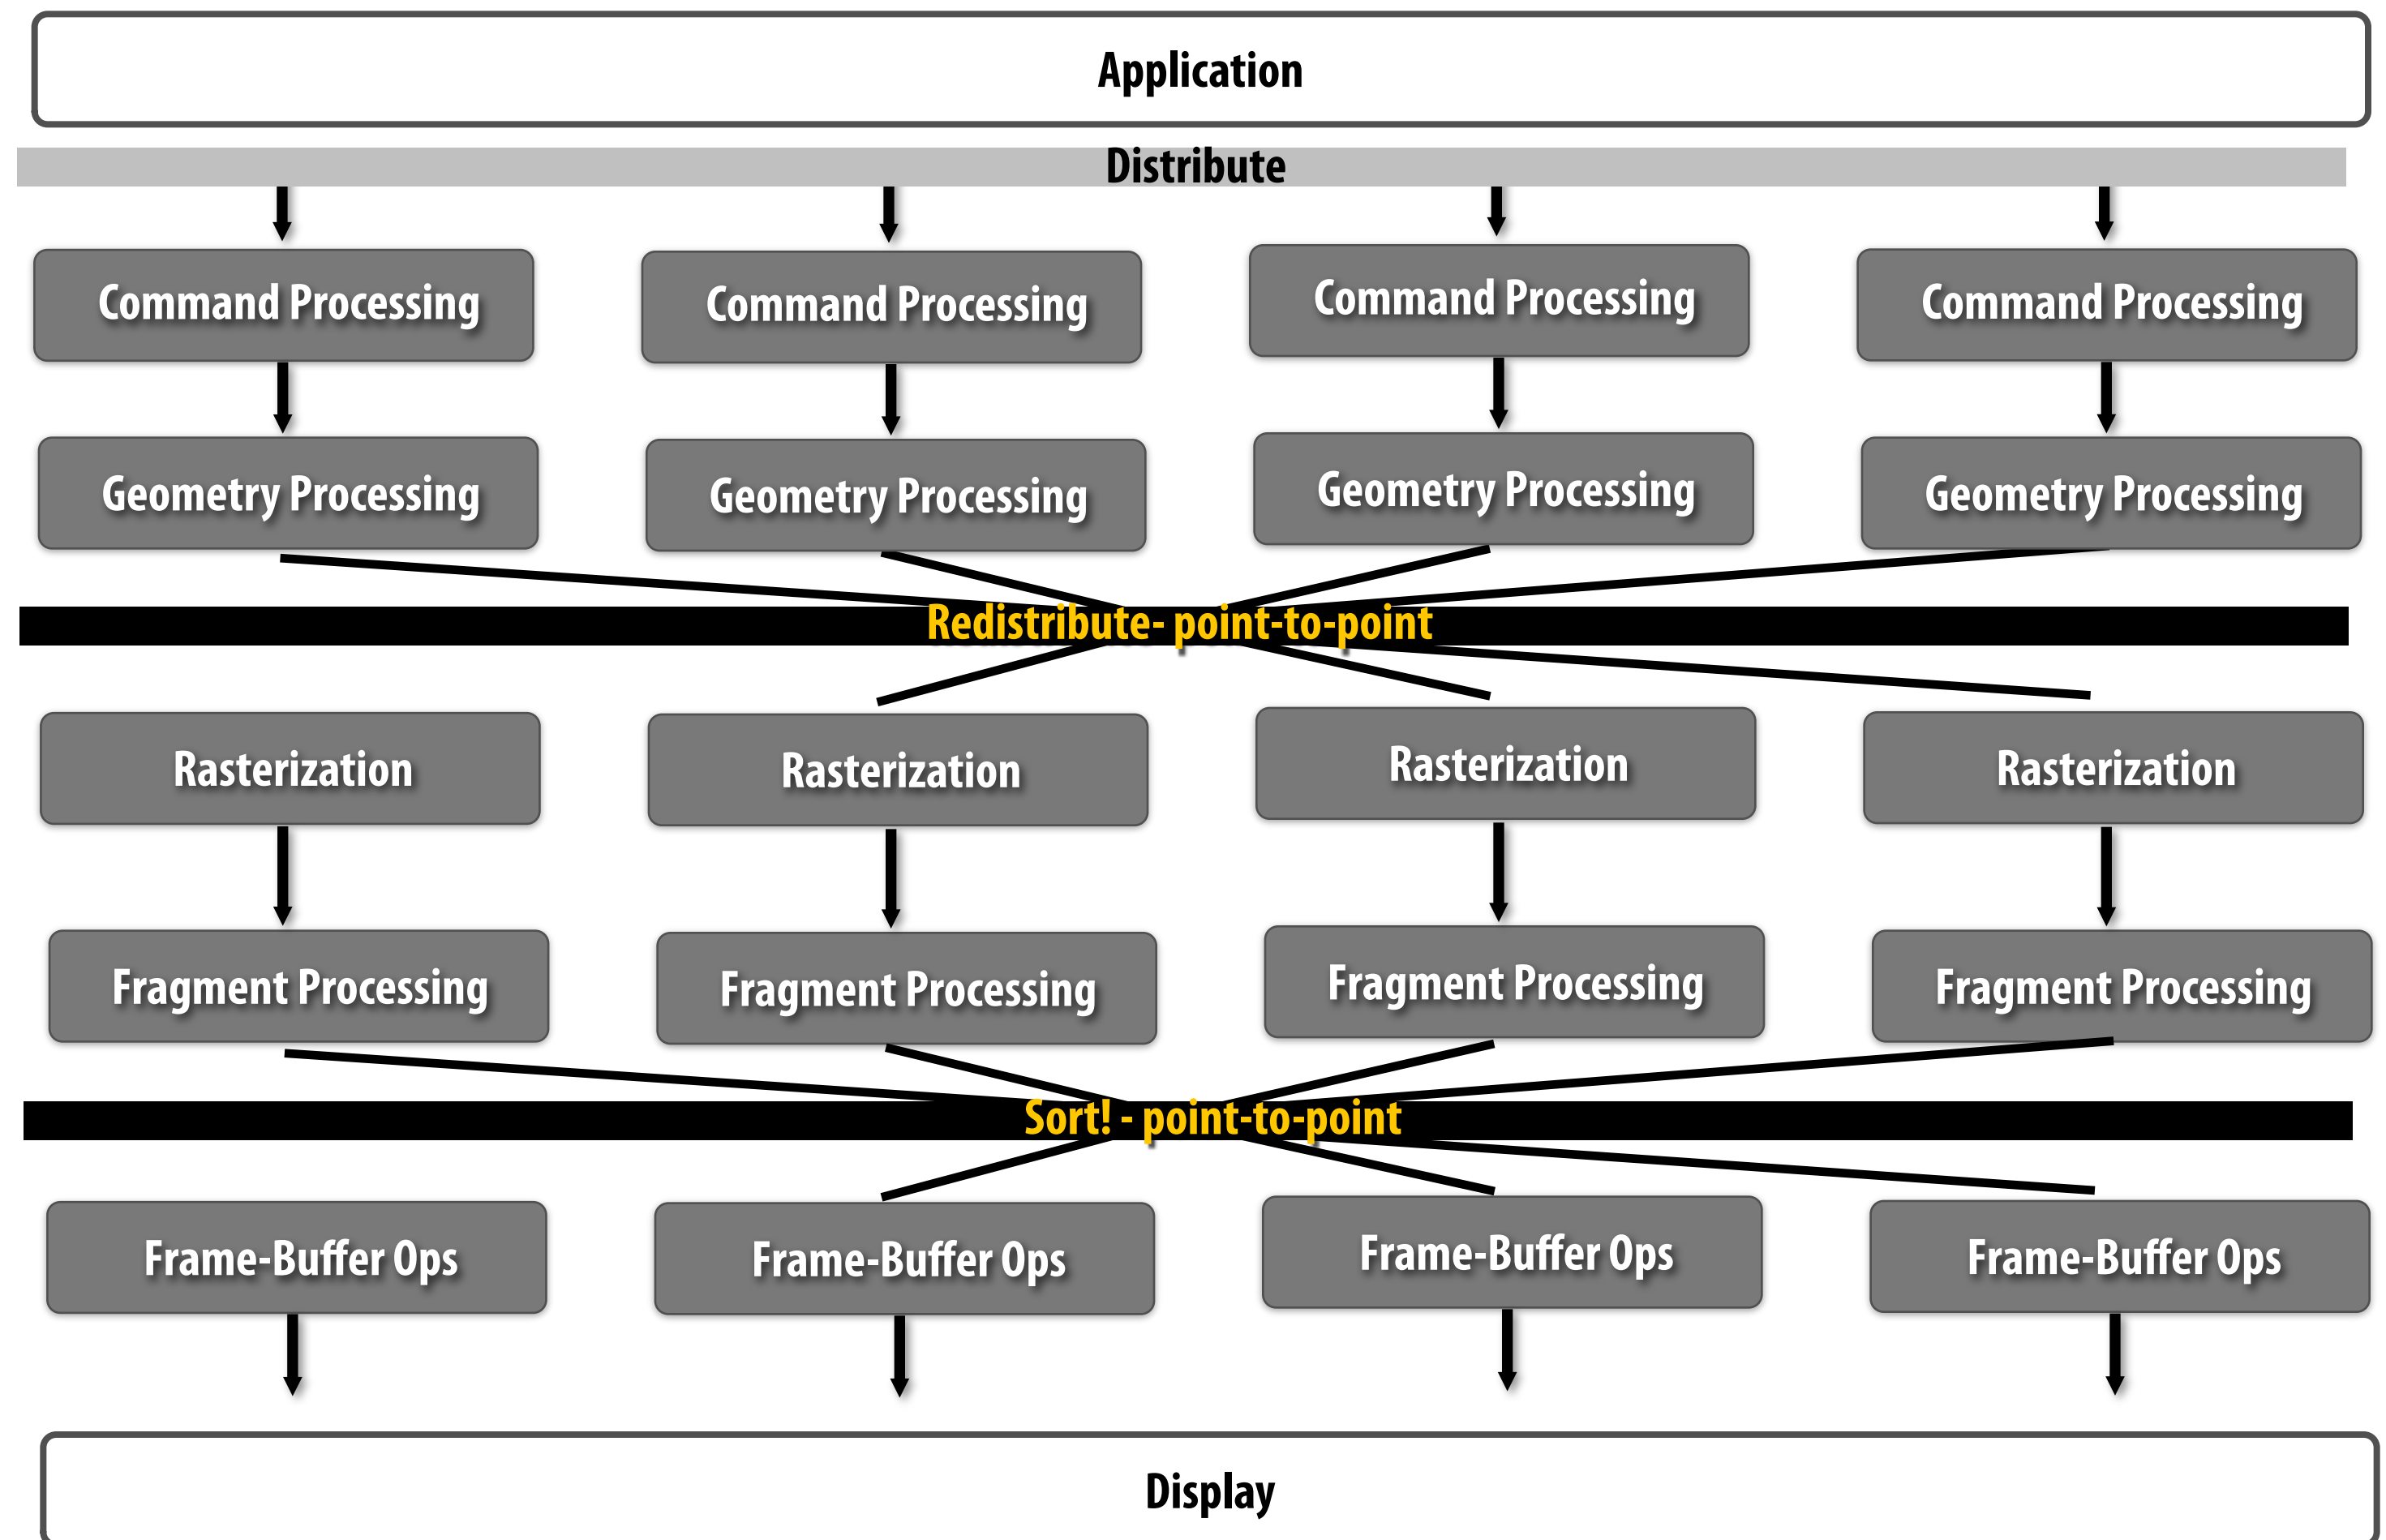 Application
Distribute
Command Processing
Command Processing
Command Processing
Command Processing
Geometry Processing
Geometry Processing
Geometry Processing
Geometry Processing
Redistribute- point-to-point
Rasterization
Rasterization
Rasterization
Rasterization
Fragment Processing
Fragment Processing
Fragment Processing
Fragment Processing
Sort! - point-to-point
Frame-Buffer Ops
Frame-Buffer Ops
Frame-Buffer Ops
Frame-Buffer Ops
Display